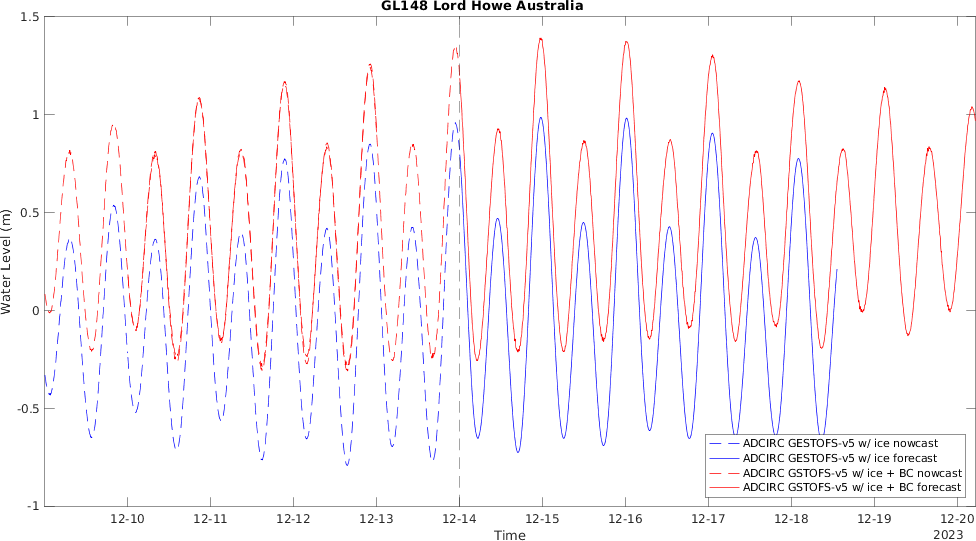 GL148 Lord Howe Australia
1.5
1
0.5
0
-0.5
-1
Water Level (m)
ADCIRC GESTOFS-v5 w/ ice nowcast
ADCIRC GESTOFS-v5 w/ ice forecast
ADCIRC GSTOFS-v5 w/ ice + BC nowcast
ADCIRC GSTOFS-v5 w/ ice + BC forecast
12-10 12-11 12-12 12-13 12-14 12-15 12-16 12-17 12-18 12-19 12-20
Time
2023